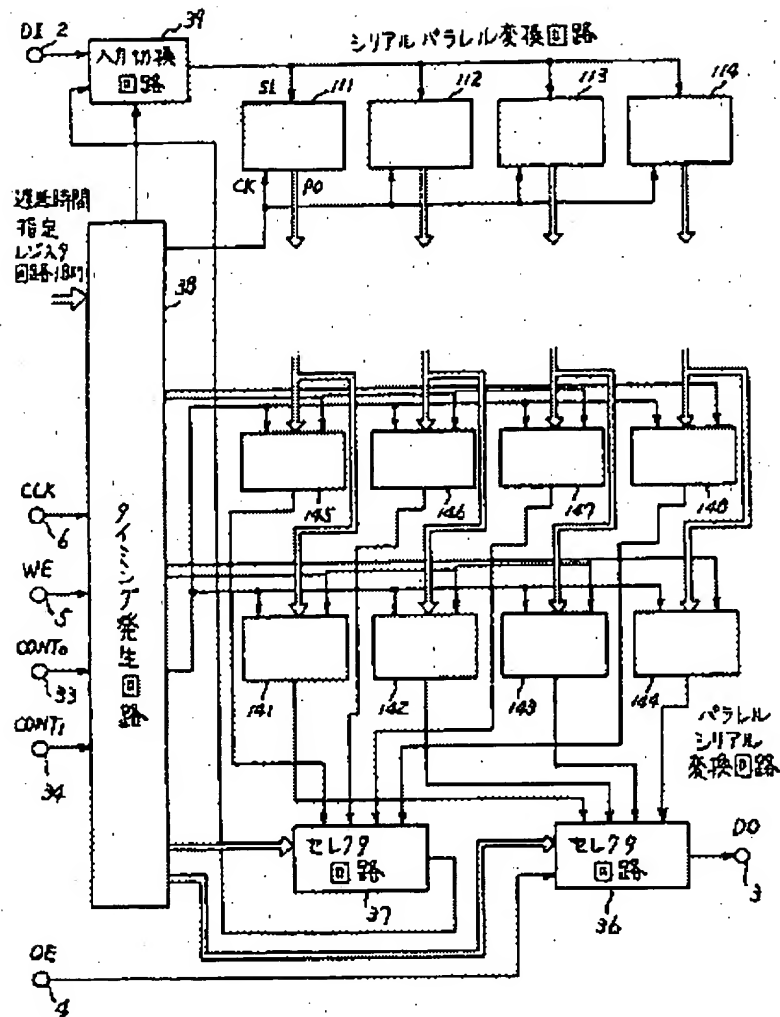 39
DI 2
入力切換
回路
シリアルパラレル変換回路
SI
111
112
113
114
CK
PO
遅延時間
指定
レジスタ
回路
38
タイミング発生回路
CLK
6
WE
5
CONT0
33
CONT1
34
145
146
147
148
141
142
143
144
パラレル
シリアル
変換回路
セレクタ
回路
37
セレクタ
回路
36
DO
3
OE
4